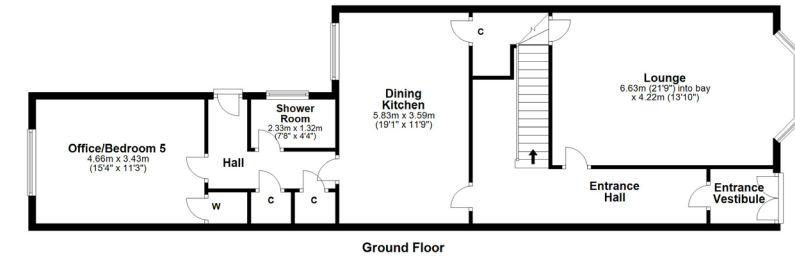 C
Dining
Kitchen
5.83m x 3.59m
(19'1" x 11'9")
Lounge
6.63m (21'9") into bay
x 4.22m (13'10")
Shower
Room
2.33m x 1.32m
(7'8" x 4'4")
Office/Bedroom 5
4.66m x 3.43m
(15'4" x 11'3")
Hall
Entrance
Hall
Entrance
Vestibule
W
C
C
Ground Floor